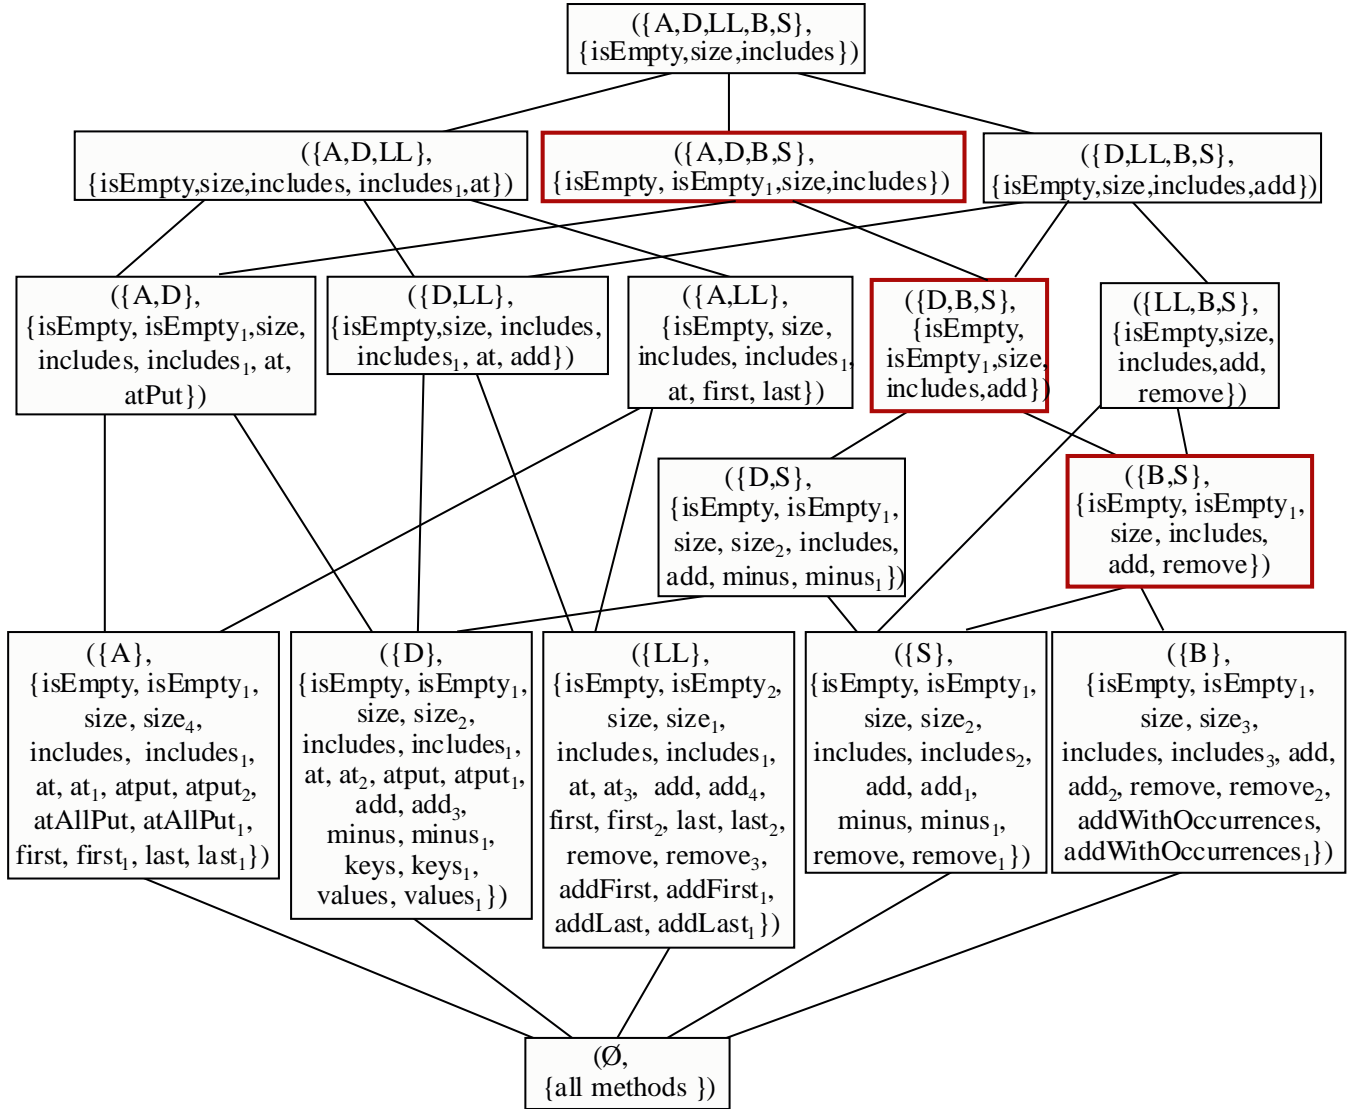 ({A,D,LL,B,S},
{isEmpty,size,includes})
({A,D,LL},
{isEmpty,size,includes, includes₁,at})
({A,D,B,S},
{isEmpty, isEmpty₁,size,includes})
({D,LL,B,S},
{isEmpty,size,includes,add})
({A,D},
{isEmpty, isEmpty₁,size,
includes, includes₁, at,
atPut})
({D,LL},
{isEmpty,size, includes,
includes₁, at, add})
({A,LL},
{isEmpty, size,
includes, includes₁,
at, first, last})
({D,B,S},
{isEmpty,
isEmpty₁,size,
includes,add})
({LL,B,S},
{isEmpty,size,
includes,add,
remove})
({D,S},
{isEmpty, isEmpty₁,
size, size₂, includes,
add, minus, minus₁})
({B,S},
{isEmpty, isEmpty₁,
size, includes,
add, remove})
({A},
{isEmpty, isEmpty₁,
size, size₄,
includes, includes₁,
at, at₁, atput, atput₂,
atAllPut, atAllPut₁,
first, first₁, last, last₁})
({D},
{isEmpty, isEmpty₁,
size, size₂,
includes, includes₁,
at, at₂, atput, atput₁,
add, add₃,
minus, minus₁,
keys, keys₁,
values, values₁})
({LL},
{isEmpty, isEmpty₂,
size, size₁,
includes, includes₁,
at, at₃, add, add₄,
first, first₂, last, last₂,
remove, remove₃,
addFirst, addFirst₁,
addLast, addLast₁})
({S},
{isEmpty, isEmpty₁,
size, size₂,
includes, includes₂,
add, add₁,
minus, minus₁,
remove, remove₁})
({B},
{isEmpty, isEmpty₁,
size, size₃,
includes, includes₃, add,
add₂, remove, remove₂,
addWithOccurrences,
addWithOccurrences₁})
(Ø,
{all methods })